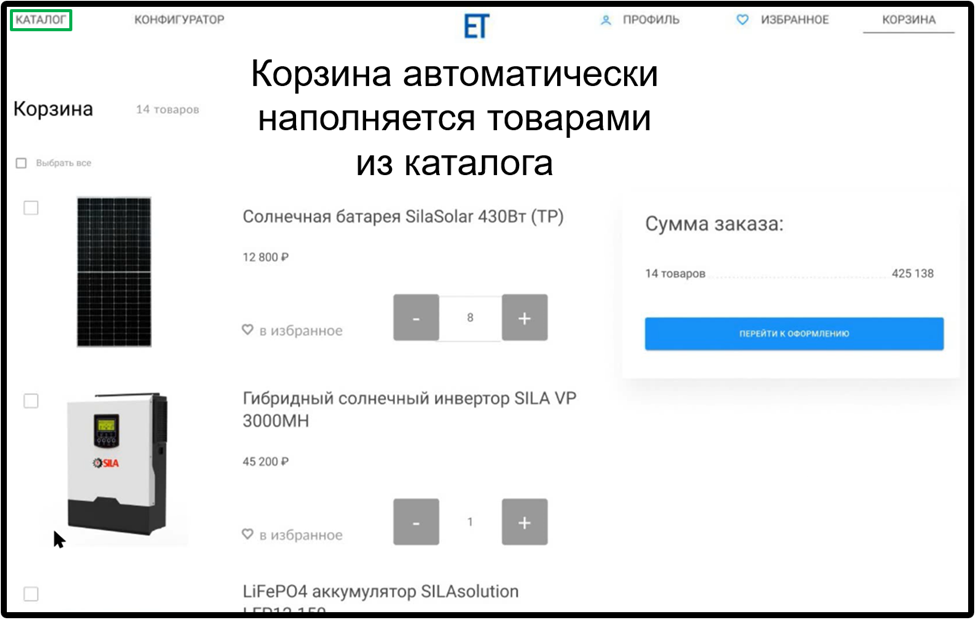 КАТАЛОГ
КОНФИГУРАТОР
ET
ПРОФИЛЬ
ИЗБРАННОЕ
КОРЗИНА
Корзина автоматически
наполняется товарами
из каталога
Корзина
14 товаров
Выбрать все
Солнечная батарея SilaSolar 430Вт (ТР)
12 800 ₽
в избранное
-
8
+
Сумма заказа:
14 товаров
425 138
ПЕРЕЙТИ К ОФОРМЛЕНИЮ
SILA
Гибридный солнечный инвертор SILA VP
3000MH
45 200 ₽
в избранное
-
1
+
LiFePO4 аккумулятор SILAsolution